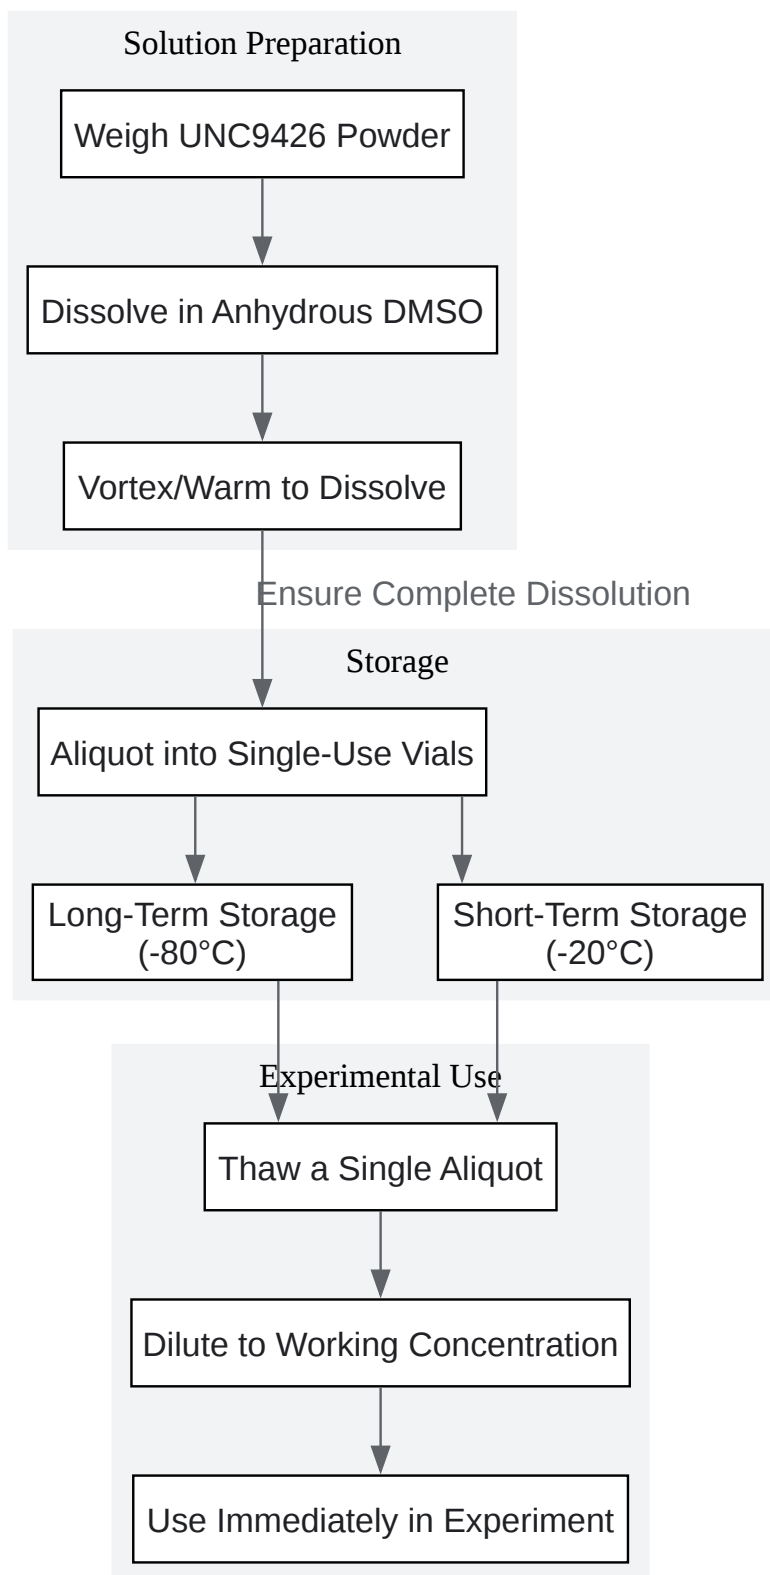 Solution Preparation
Weigh UNC9426 Powder
Dissolve in Anhydrous DMSO
Vortex/Warm to Dissolve
Ensure Complete Dissolution
Storage
Aliquot into Single-Use Vials
Long-Term Storage
(-80°C)
Short-Term Storage
(-20°C)
Experimental Use
Thaw a Single Aliquot
Dilute to Working Concentration
Use Immediately in Experiment